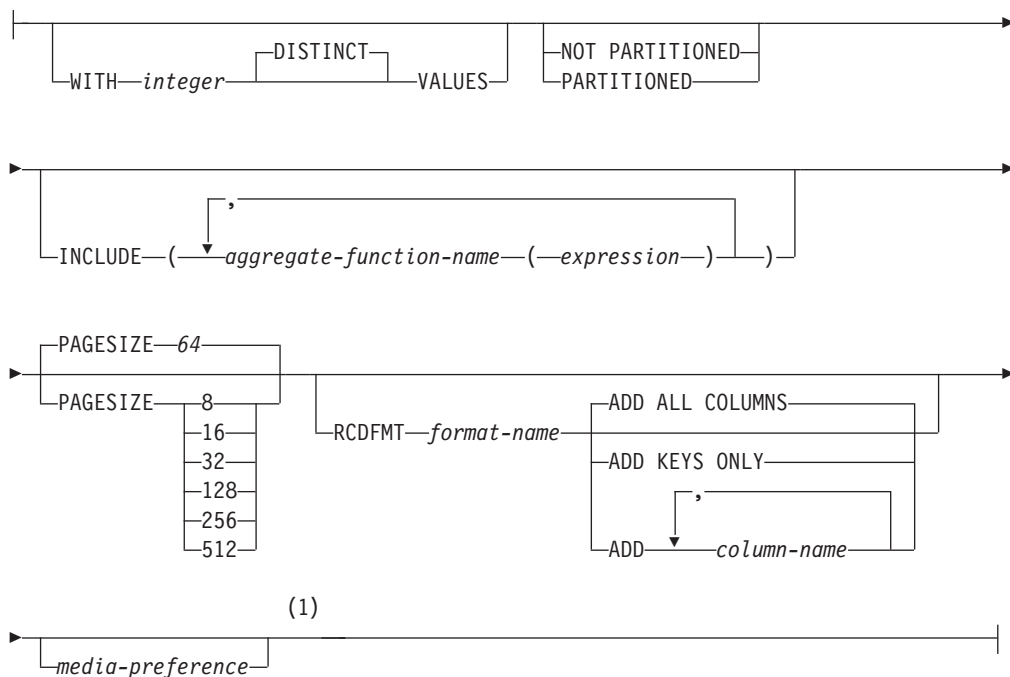 DISTINCT
WITH integer VALUES
NOT PARTITIONED
PARTITIONED
,
INCLUDE ( aggregate-function-name ( expression ) )
PAGESIZE 64
PAGESIZE 8
16
32
128
256
512
RCDFMT format-name
ADD ALL COLUMNS
ADD KEYS ONLY
,
ADD column-name
(1)
media-preference